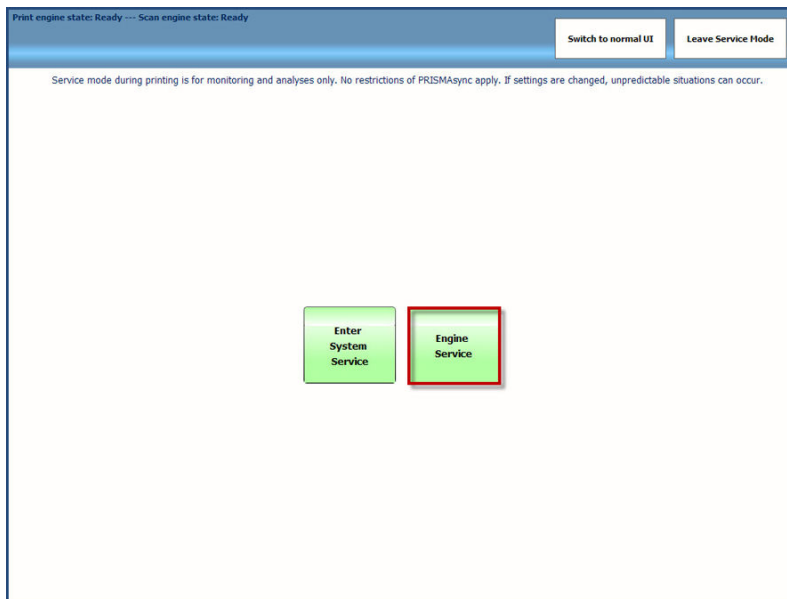 Print engine state: Ready --- Scan engine state: Ready
Switch to normal UI
Leave Service Mode
Service mode during printing is for monitoring and analyses only. No restrictions of PRISMAsync apply. If settings are changed, unpredictable situations can occur.
Enter
System
Service
Engine
Service